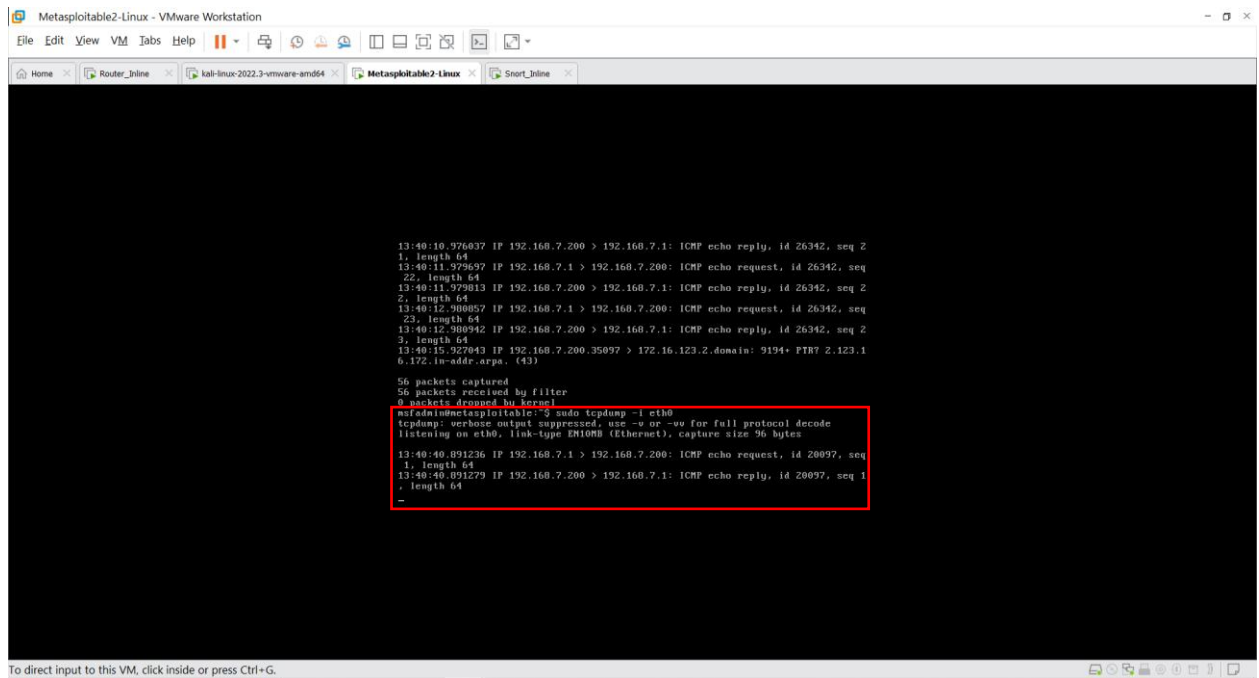 Metasploitable2-Linux - VMware Workstation
File Edit View VM Tabs Help
Home Router_Inline kali-linux-2022.3-vmware-amd64 Metasploitable2-Linux Snort_Inline
13:40:10.976037 IP 192.168.7.200 > 192.168.7.1: ICMP echo reply, id 26342, seq 2
1, length 64
13:40:11.979697 IP 192.168.7.1 > 192.168.7.200: ICMP echo request, id 26342, seq
22, length 64
13:40:11.979813 IP 192.168.7.200 > 192.168.7.1: ICMP echo reply, id 26342, seq 2
2, length 64
13:40:12.980857 IP 192.168.7.1 > 192.168.7.200: ICMP echo request, id 26342, seq
23, length 64
13:40:12.980942 IP 192.168.7.200 > 192.168.7.1: ICMP echo reply, id 26342, seq 2
3, length 64
13:40:15.927043 IP 192.168.7.200.35097 > 172.16.123.2.domain: 9194+ PTR? 2.123.1
6.172.in-addr.arpa. (43)
56 packets captured
56 packets received by filter
0 packets dropped by kernel
msfadmin@metasploitable:~$ sudo tcpdump -i eth0
tcpdump: verbose output suppressed, use -v or -vv for full protocol decode
listening on eth0, link-type EN10MB (Ethernet), capture size 96 bytes
13:40:40.891236 IP 192.168.7.1 > 192.168.7.200: ICMP echo request, id 20097, seq
1, length 64
13:40:40.891279 IP 192.168.7.200 > 192.168.7.1: ICMP echo reply, id 20097, seq 1
, length 64
To direct input to this VM, click inside or press Ctrl+G.